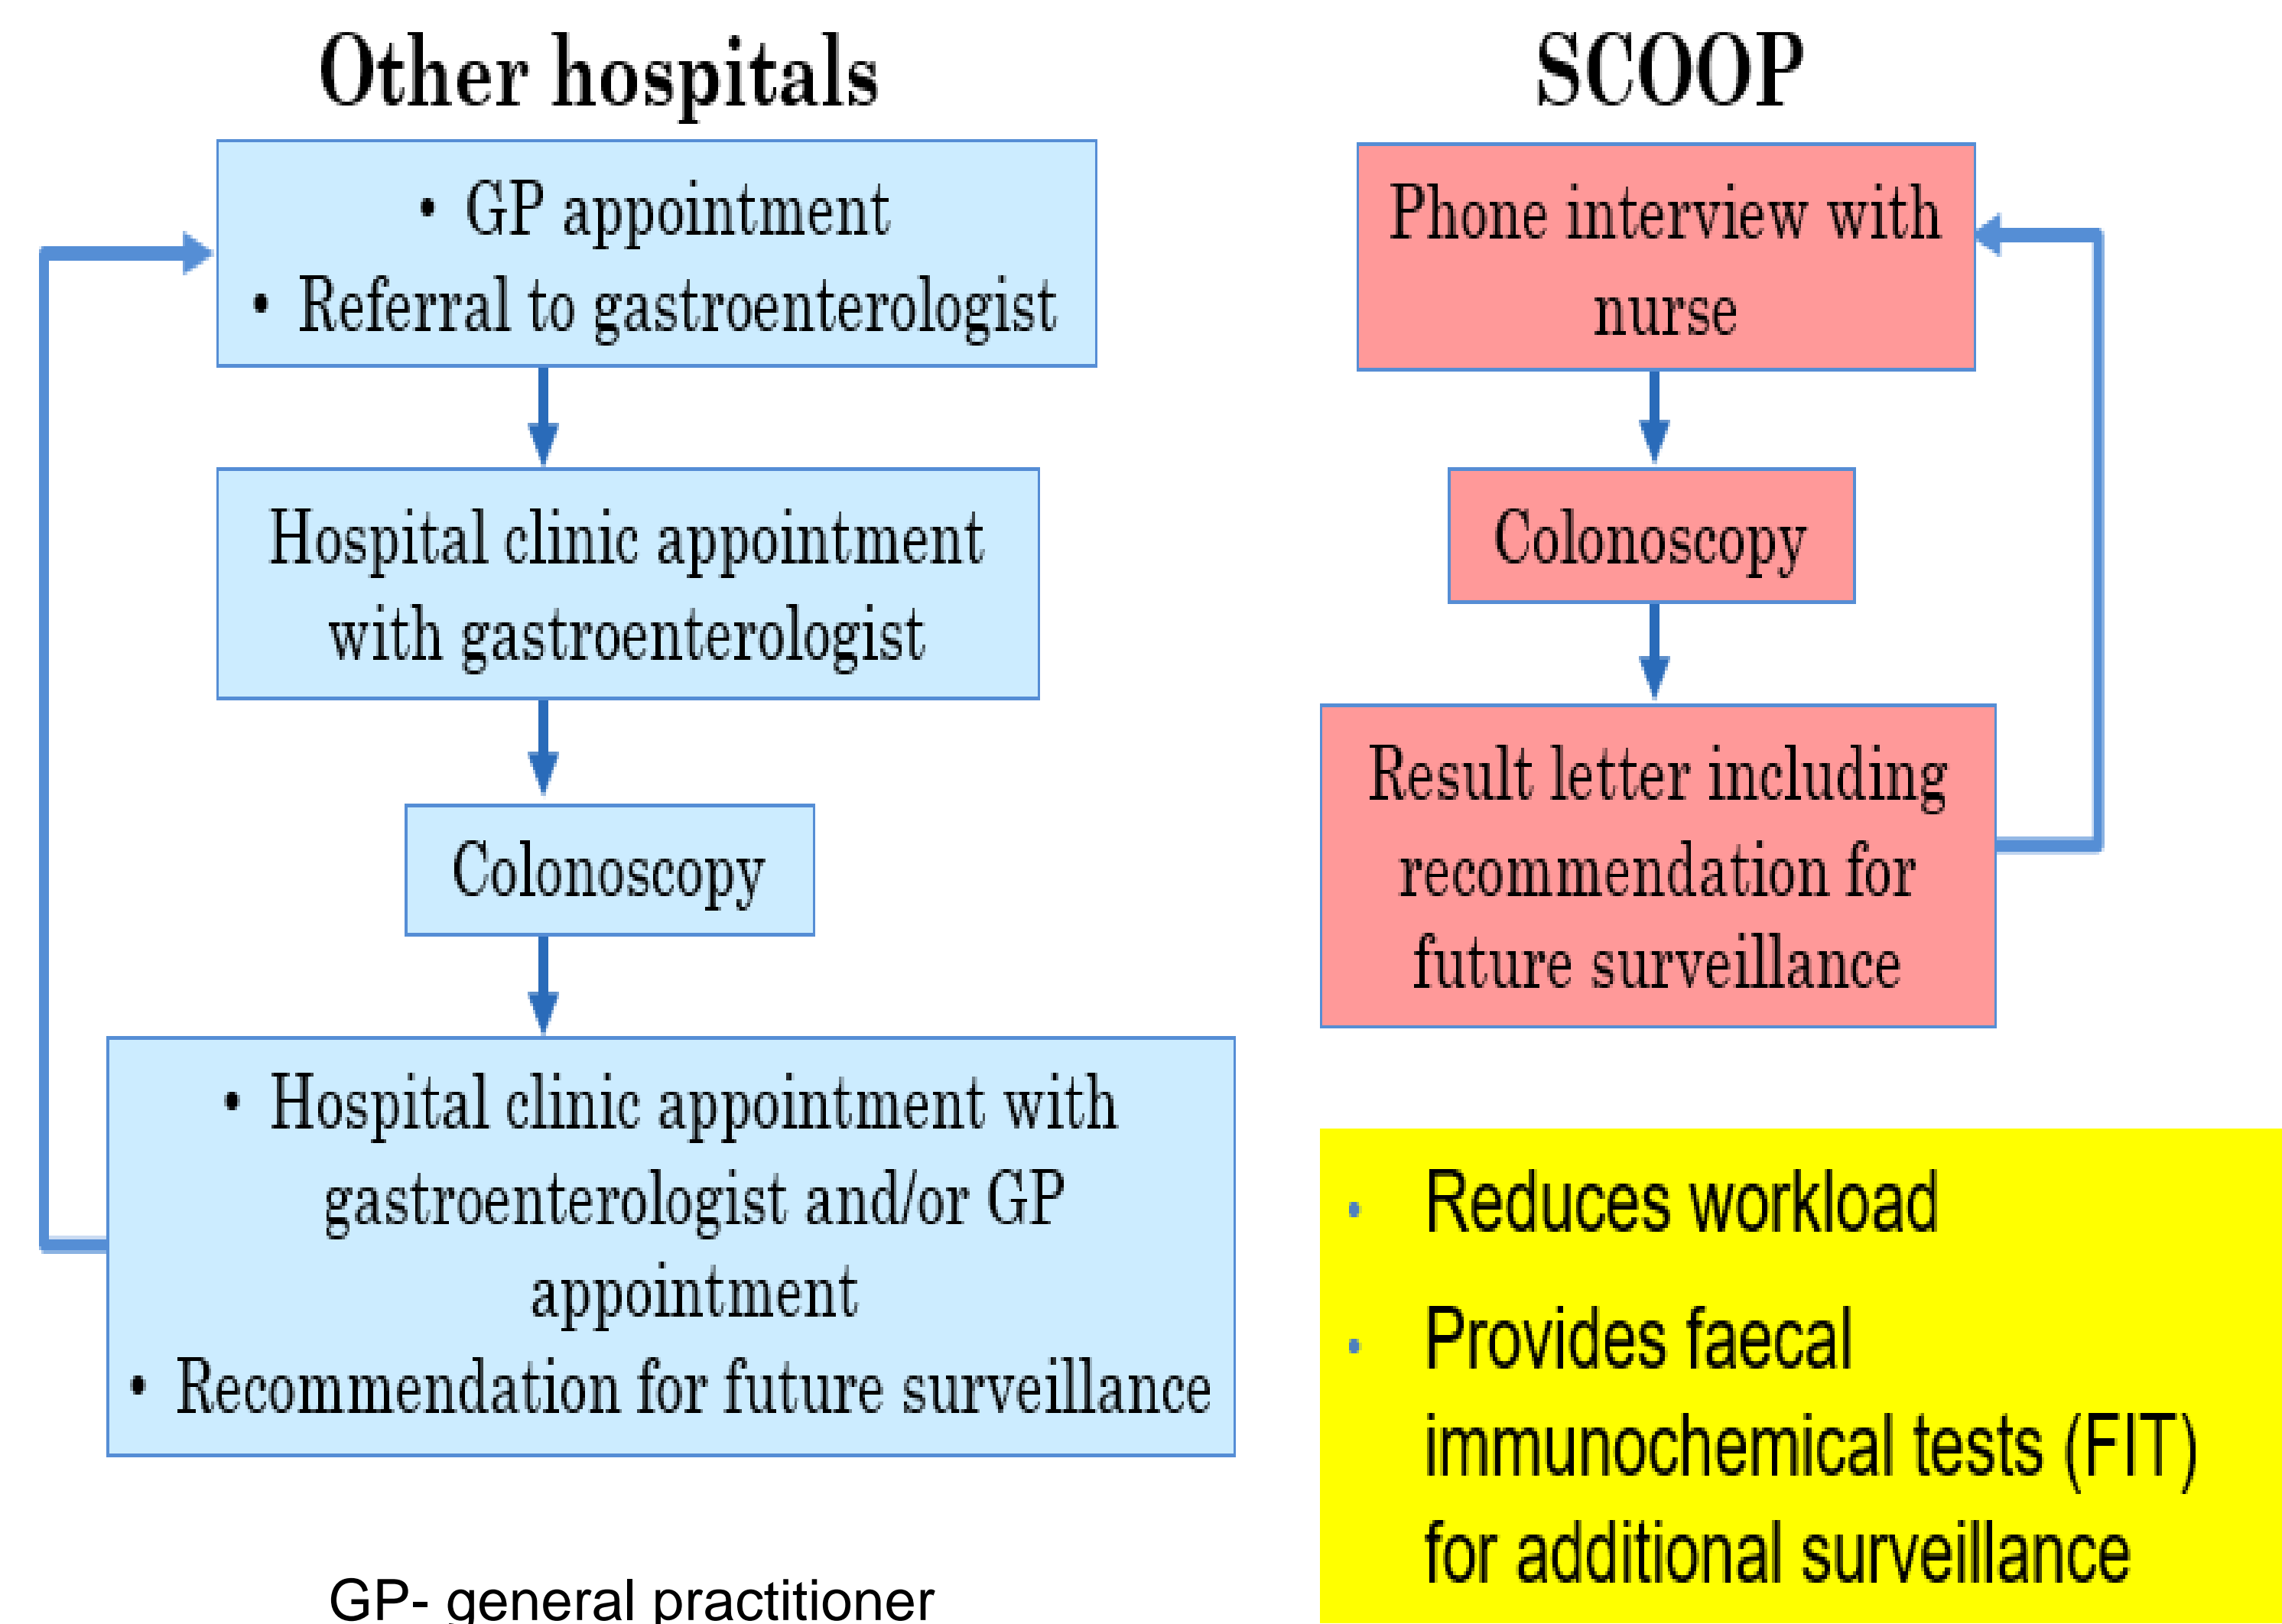 Other hospitals
• GP appointment
• Referral to gastroenterologist
Hospital clinic appointment
with gastroenterologist
Colonoscopy
• Hospital clinic appointment with
gastroenterologist and/or GP
appointment
• Recommendation for future surveillance
GP- general practitioner
SCOOP
Phone interview with
nurse
Colonoscopy
Result letter including
recommendation for
future surveillance
• Reduces workload
• Provides faecal
immunochemical tests (FIT)
for additional surveillance